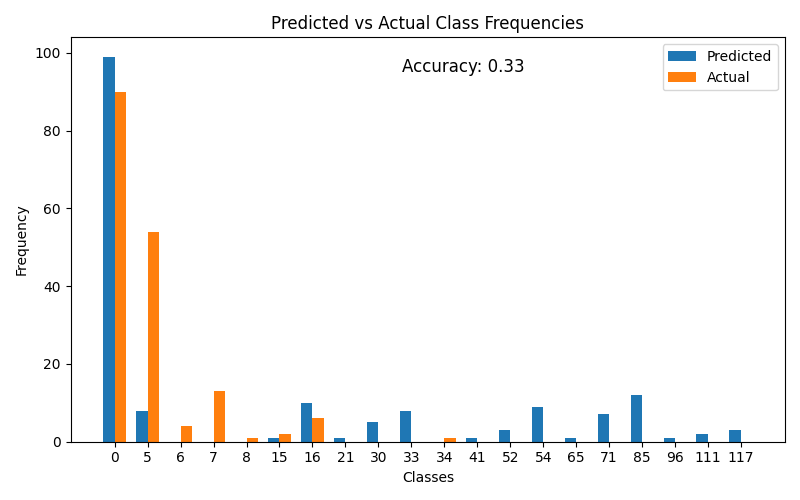 Predicted vs Actual Class Frequencies
Accuracy: 0.33
Predicted
Actual
Frequency
100
80
60
40
20
0
0 5 6 7 8 15 16 21 30 33 34 41 52 54 65 71 85 96 111 117
Classes